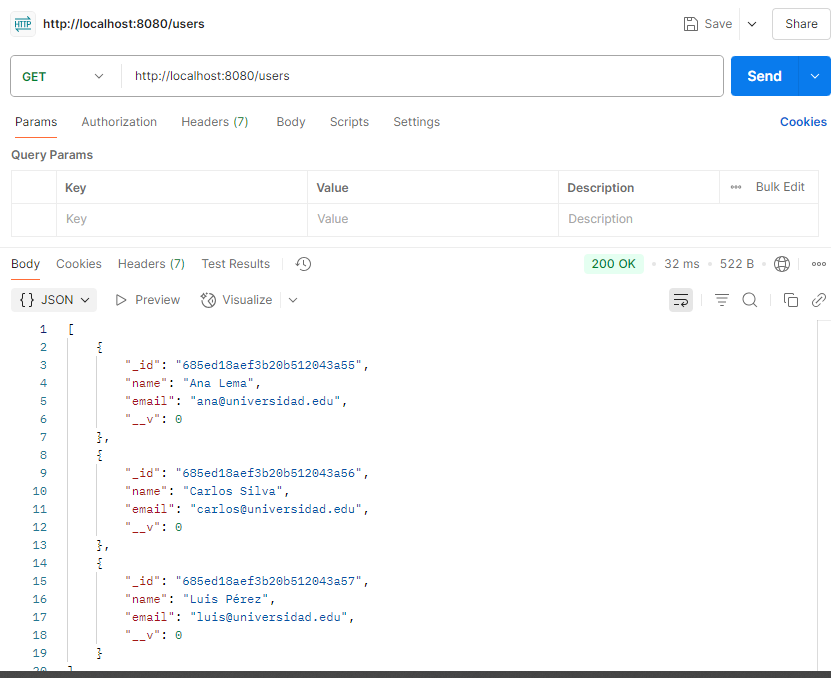 HTTP http://localhost:8080/users Save Share
GET http://localhost:8080/users Send
Params Authorization Headers (7) Body Scripts Settings Cookies
Query Params
Key Value Description Bulk Edit
Key Value Description
Body Cookies Headers (7) Test Results 200 OK 32 ms 522 B
{} JSON Preview Visualize
1 [
2 {
3 "_id": "685ed18aef3b20b512043a55",
4 "name": "Ana Lema",
5 "email": "ana@universidad.edu",
6 "__v": 0
7 },
8 {
9 "_id": "685ed18aef3b20b512043a56",
10 "name": "Carlos Silva",
11 "email": "carlos@universidad.edu",
12 "__v": 0
13 },
14 {
15 "_id": "685ed18aef3b20b512043a57",
16 "name": "Luis Pérez",
17 "email": "luis@universidad.edu",
18 "__v": 0
19 }
20 ]